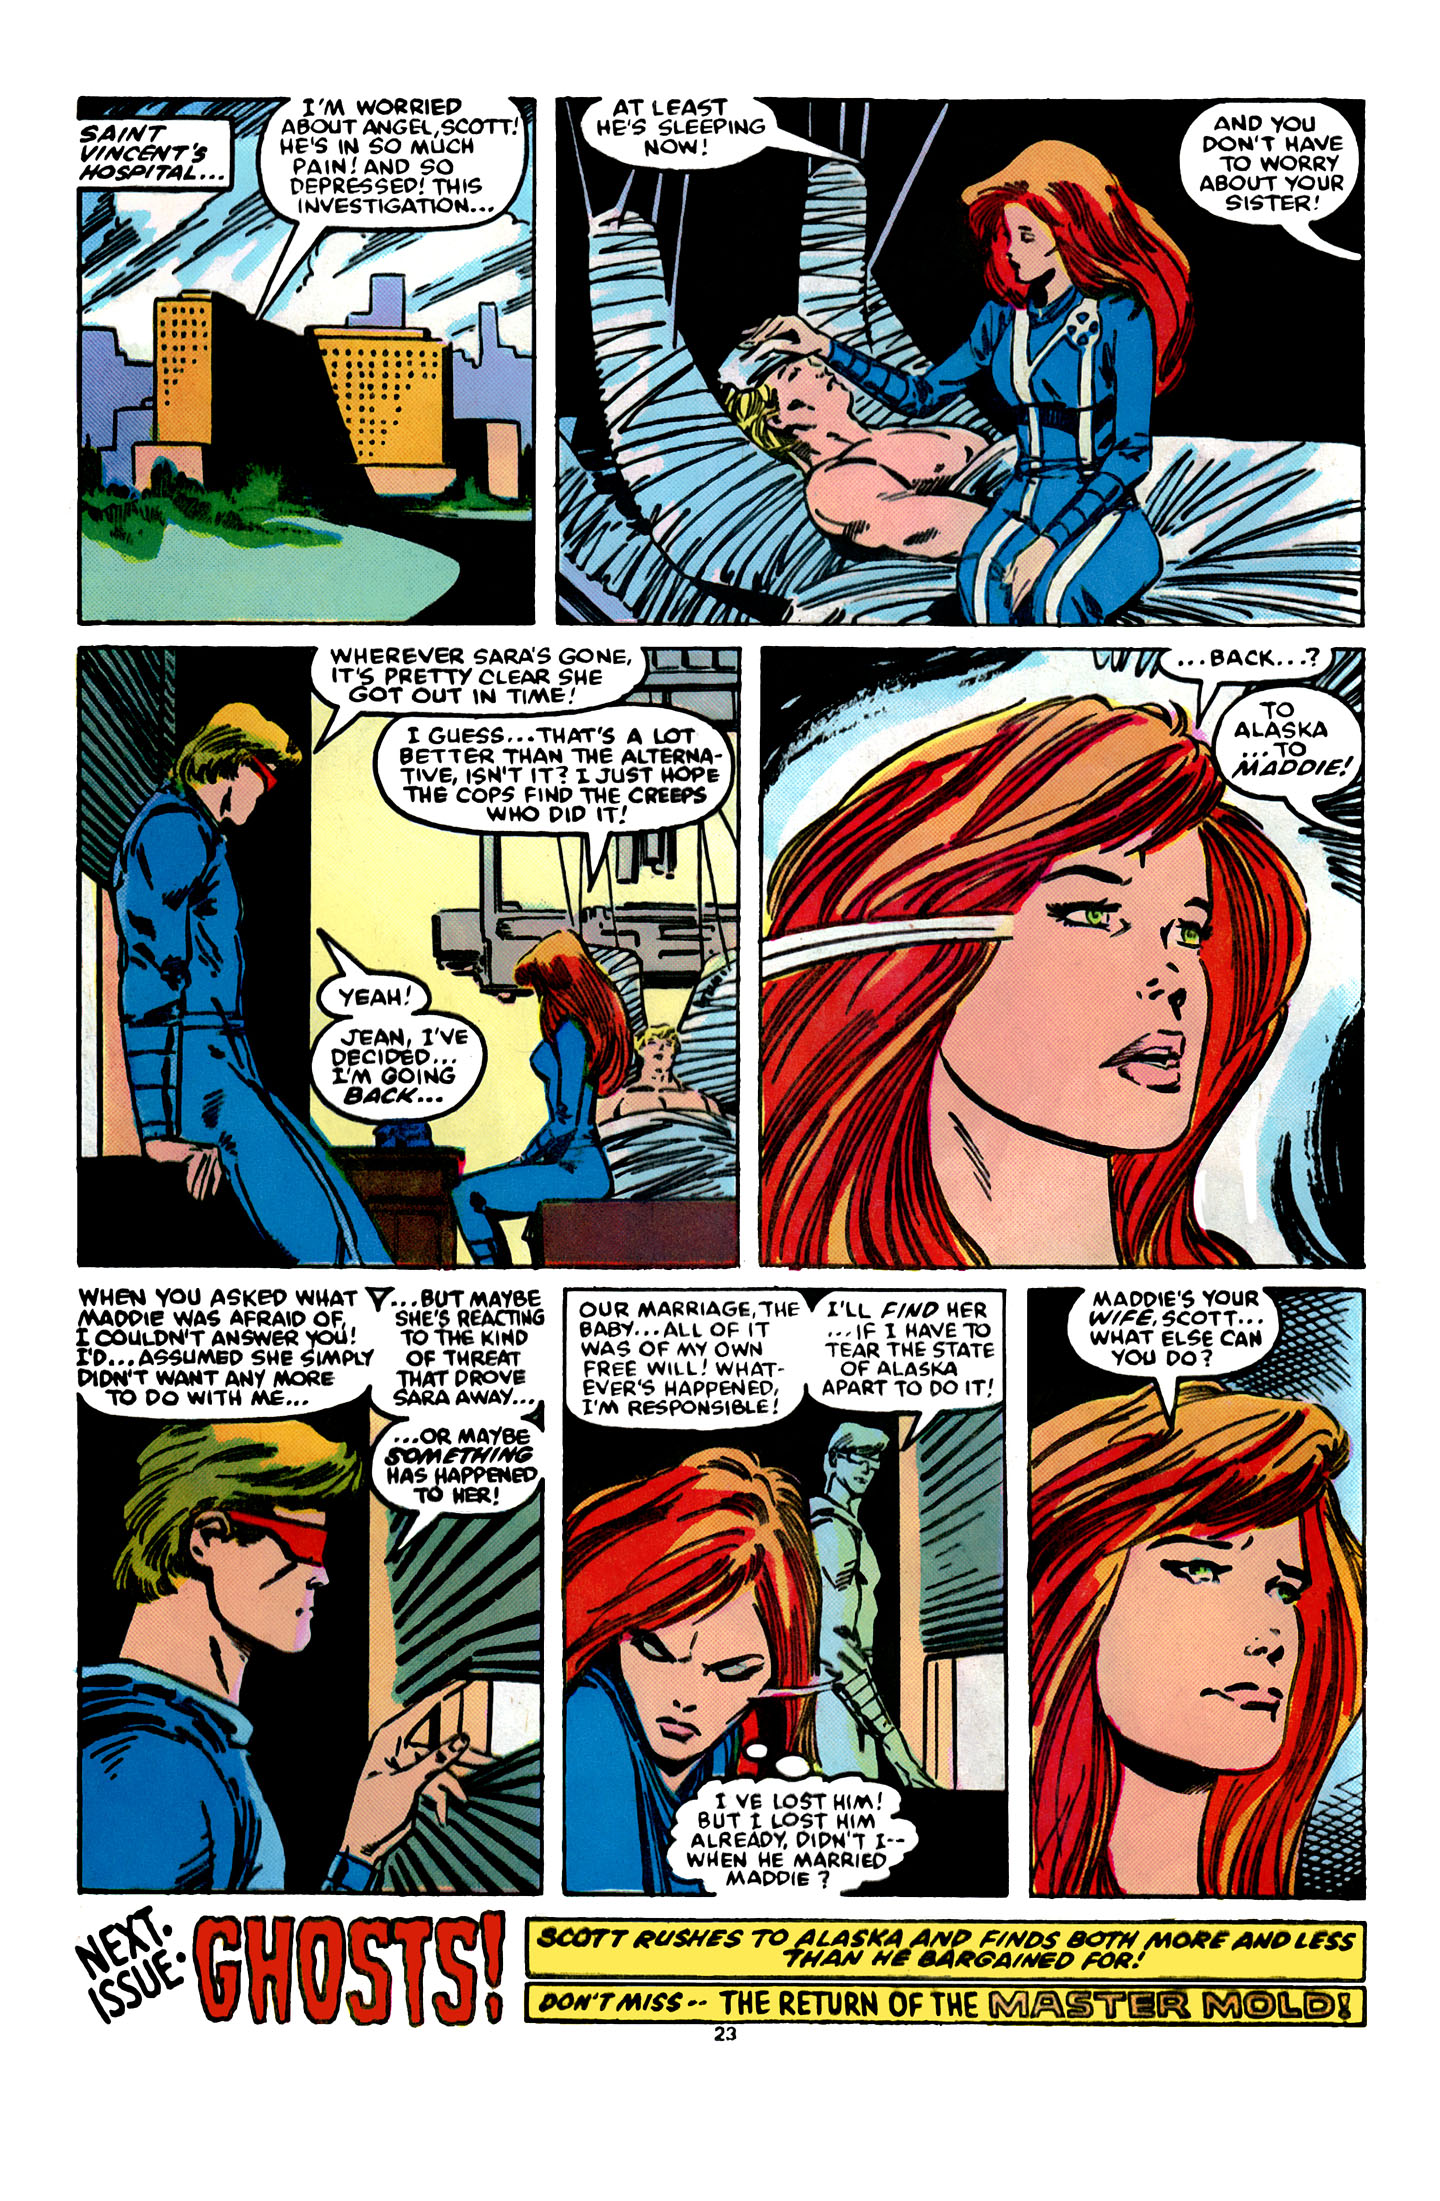 SAINT
VINCENT'S
HOSPITAL...
I'M WORRIED
ABOUT ANGEL, SCOTT!
HE'S IN SO MUCH
PAIN! AND SO
DEPRESSED! THIS
INVESTIGATION...
AT LEAST
HE'S SLEEPING
NOW!
AND YOU
DON'T HAVE
TO WORRY
ABOUT YOUR
SISTER!
WHEREVER SARA'S GONE,
IT'S PRETTY CLEAR SHE
GOT OUT IN TIME!
I GUESS...THAT'S A LOT
BETTER THAN THE ALTERNA-
TIVE, ISN'T IT? I JUST HOPE
THE COPS FIND THE CREEPS
WHO DID IT!
YEAH!
JEAN, I'VE
DECIDED...
I'M GOING
BACK...
...BACK...?
TO
ALASKA
...TO
MADDIE!
WHEN YOU ASKED WHAT
MADDIE WAS AFRAID OF,
I COULDN'T ANSWER YOU!
I'D...ASSUMED SHE SIMPLY
DIDN'T WANT ANY MORE
TO DO WITH ME...
...BUT MAYBE
SHE'S REACTING
TO THE KIND
OF THREAT
THAT DROVE
SARA AWAY...
...OR MAYBE
SOMETHING
HAS HAPPENED
TO HER!
OUR MARRIAGE, THE
BABY...ALL OF IT
WAS OF MY OWN
FREE WILL! WHAT-
EVER'S HAPPENED,
I'M RESPONSIBLE!
I'LL FIND HER
...IF I HAVE TO
TEAR THE STATE
OF ALASKA
APART TO DO IT!
I'VE LOST HIM!
BUT I LOST HIM
ALREADY, DIDN'T I--
WHEN HE MARRIED
MADDIE?
MADDIE'S YOUR
WIFE, SCOTT...
WHAT ELSE CAN
YOU DO?
NEXT
ISSUE:
GHOSTS!
SCOTT RUSHES TO ALASKA AND FINDS BOTH MORE AND LESS
THAN HE BARGAINED FOR!
DON'T MISS-- THE RETURN OF THE MASTER MOLD!
23